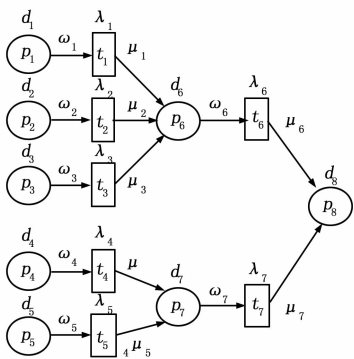 d₁ λ₁
p₁ ω₁ t₁ μ₁
d₂ λ₂ d₆ λ₆
p₂ ω₂ t₂ μ₂ p₆ ω₆ t₆ μ₆
d₃ λ₃
p₃ ω₃ t₃ μ₃
d₈
p₈
d₄ λ₄
p₄ ω₄ t₄ μ d₇ λ₇
d₅ λ₅ p₇ ω₇ t₇ μ₇
p₅ ω₅ t₅ ₄ μ₅